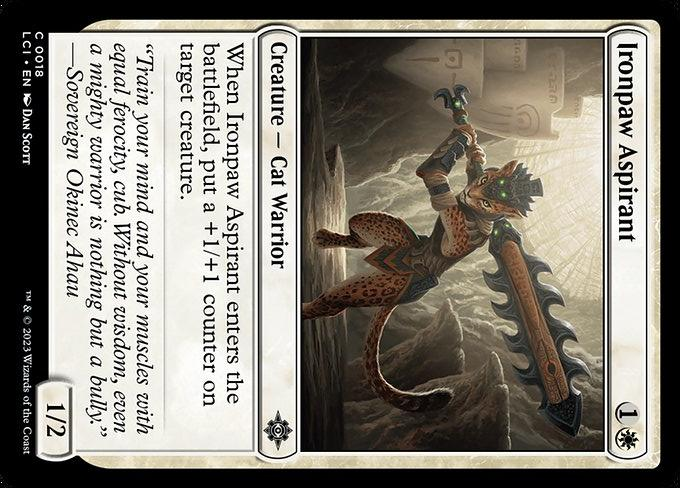 Ironpaw Aspirant
1
Creature — Cat Warrior
When Ironpaw Aspirant enters the
battlefield, put a +1/+1 counter on
target creature.
“Train your mind and your muscles with
equal ferocity, cub. Without wisdom, even
a mighty warrior is nothing but a bully.”
—Sovereign Okinec Ahau
1/2
C 0018
LCI • EN DAN SCOTT
™ & © 2023 Wizards of the Coast